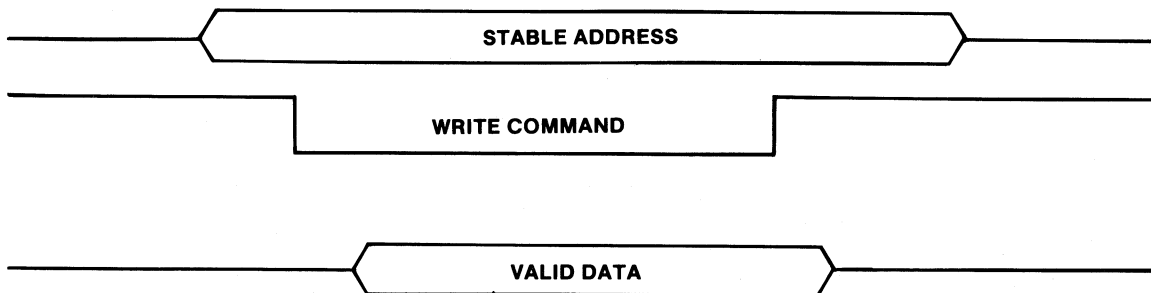 STABLE ADDRESS
WRITE COMMAND
VALID DATA